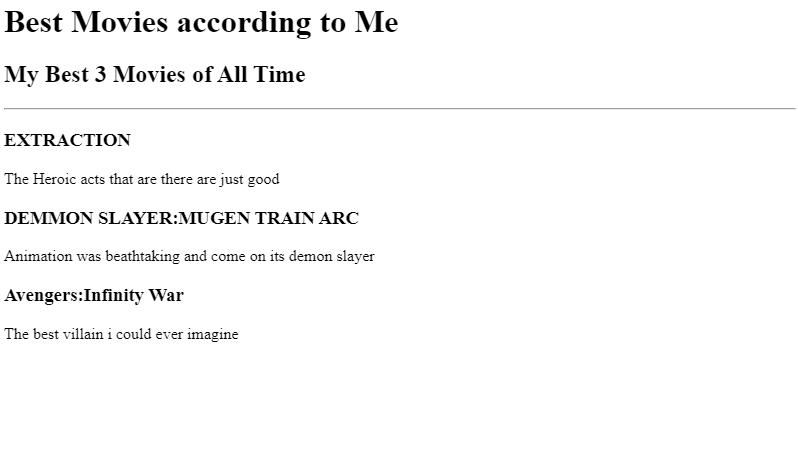 Best Movies according to Me
My Best 3 Movies of All Time
EXTRACTION
The Heroic acts that are there are just good
DEMMON SLAYER:MUGEN TRAIN ARC
Animation was beathtaking and come on its demon slayer
Avengers:Infinity War
The best villain i could ever imagine